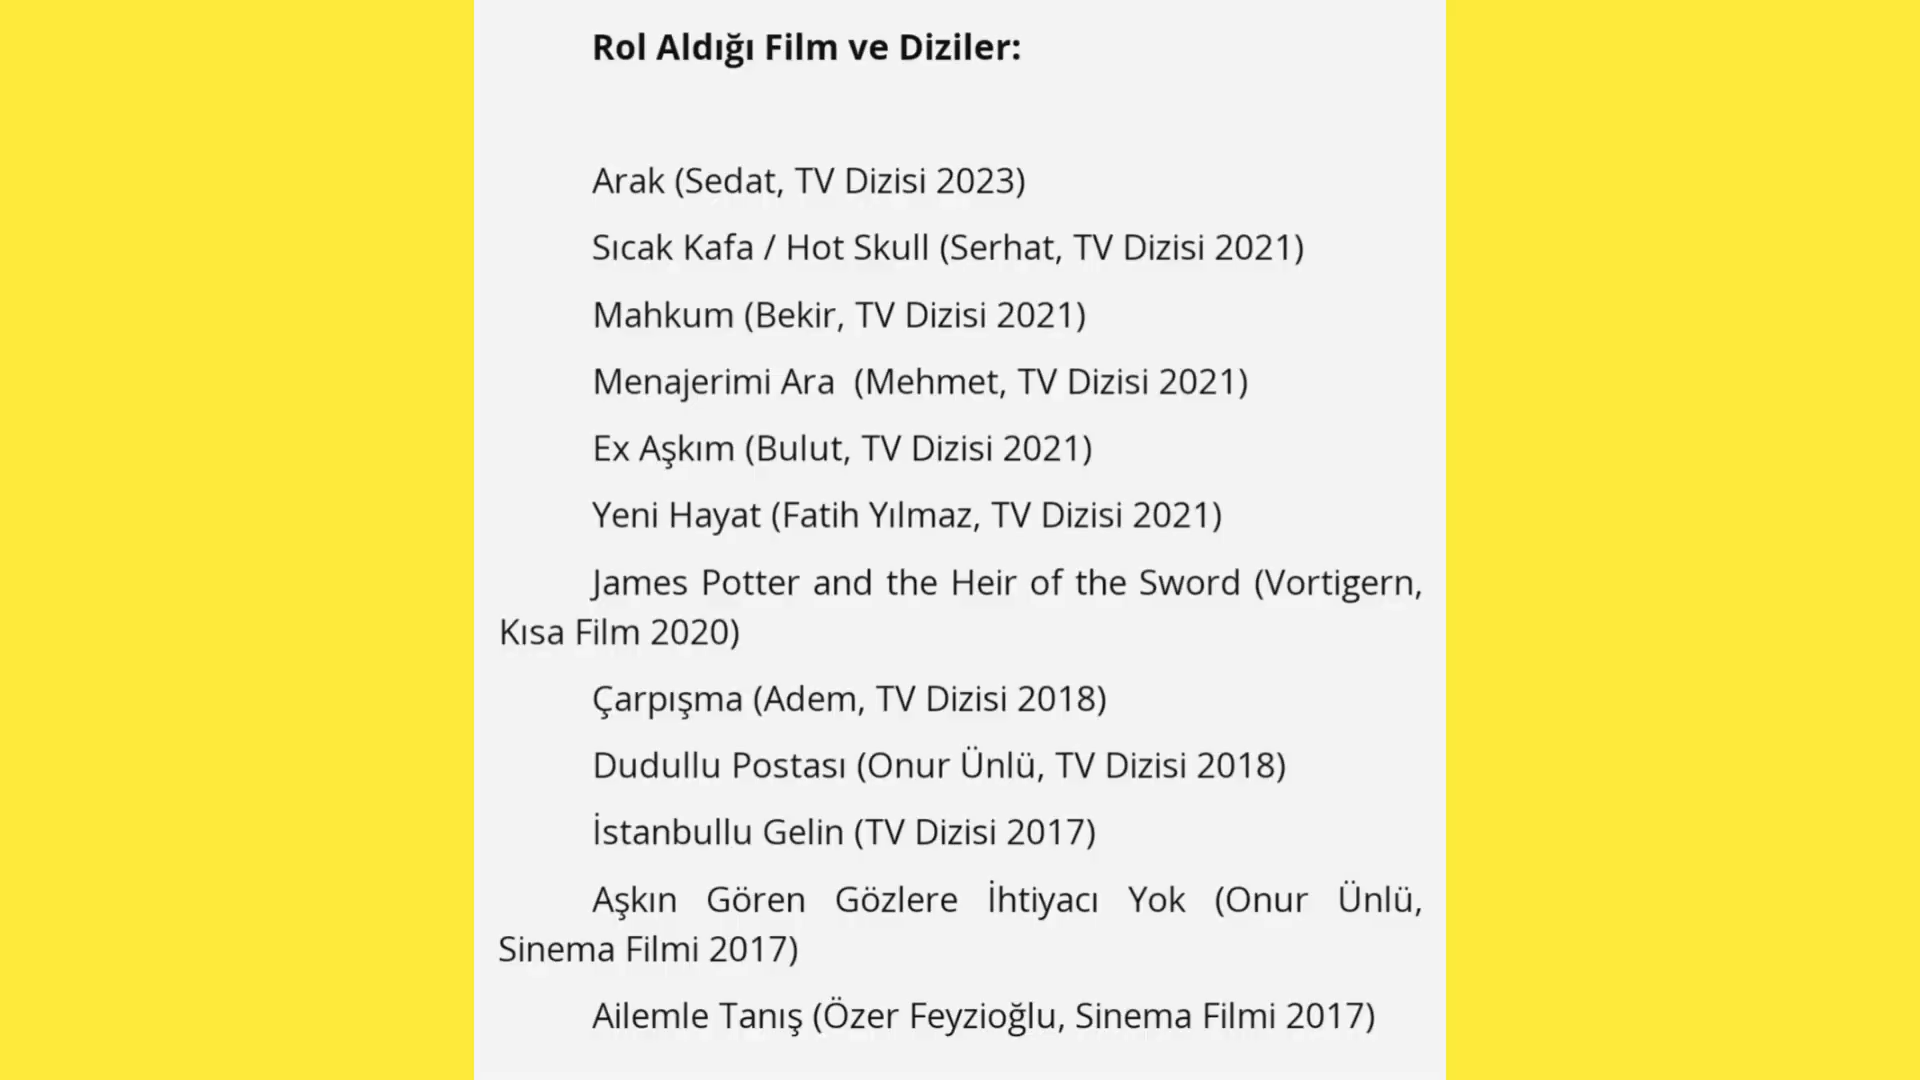 Rol Aldığı Film ve Diziler:
Arak (Sedat, TV Dizisi 2023)
Sıcak Kafa / Hot Skull (Serhat, TV Dizisi 2021)
Mahkum (Bekir, TV Dizisi 2021)
Menajerimi Ara  (Mehmet, TV Dizisi 2021)
Ex Aşkım (Bulut, TV Dizisi 2021)
Yeni Hayat (Fatih Yılmaz, TV Dizisi 2021)
James Potter and the Heir of the Sword (Vortigern,
Kısa Film 2020)
Çarpışma (Adem, TV Dizisi 2018)
Dudullu Postası (Onur Ünlü, TV Dizisi 2018)
İstanbullu Gelin (TV Dizisi 2017)
Aşkın Gören Gözlere İhtiyacı Yok (Onur Ünlü,
Sinema Filmi 2017)
Ailemle Tanış (Özer Feyzioğlu, Sinema Filmi 2017)